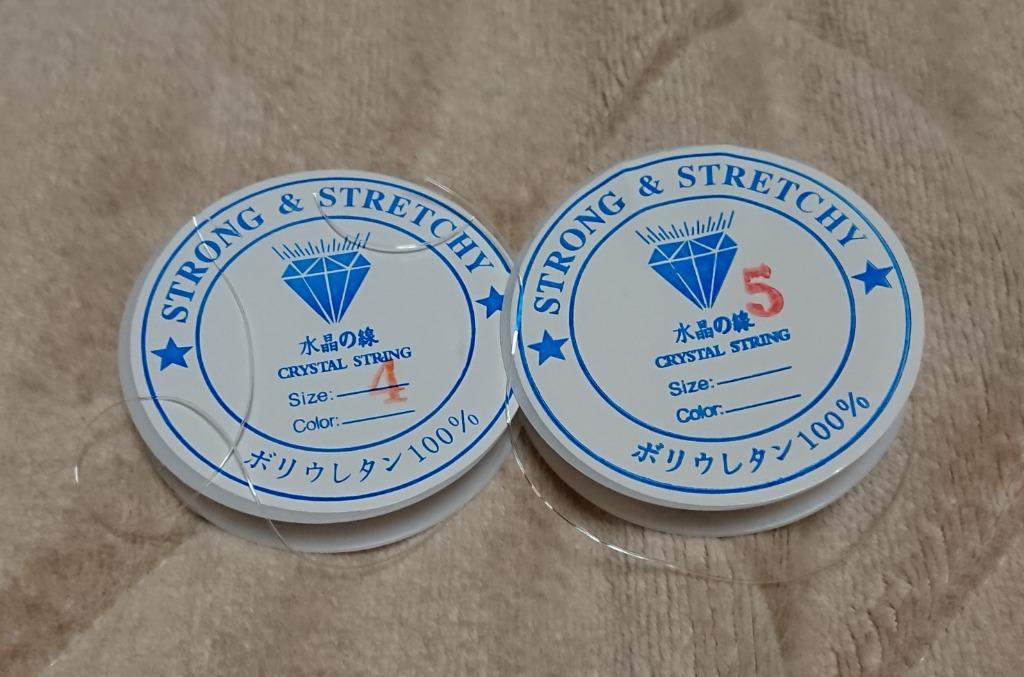 STRONG & STRETCHY
水晶の線
CRYSTAL STRING
Size:
4
Color:
ポリウしタン100%
STRONG & STRETCHY
5
水晶の線
CRYSTAL STRING
Size:
Color:
ポリウしタン100%